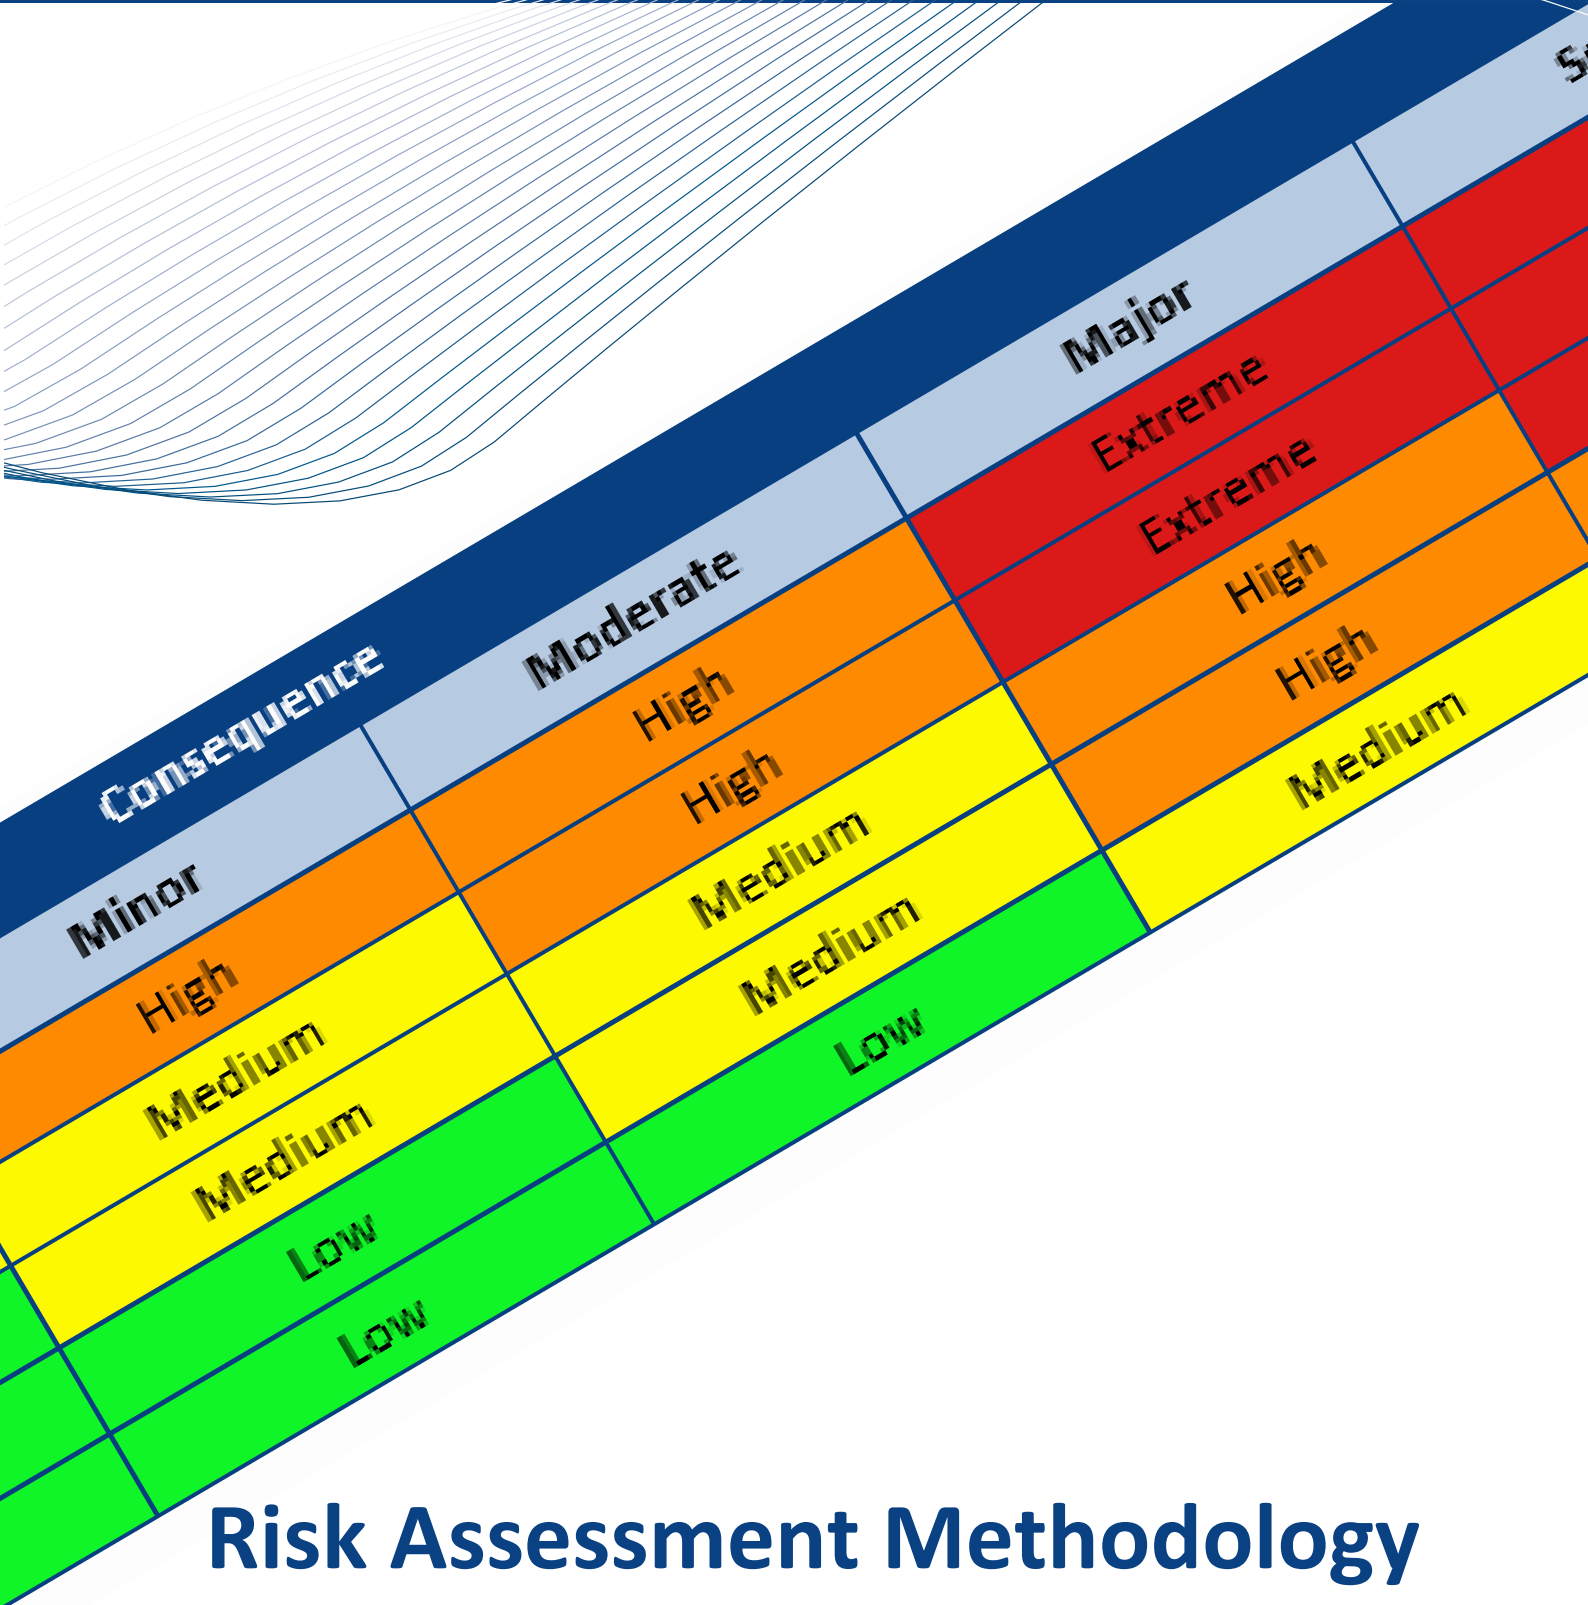 Consequence
Minor Moderate Major
High High Extreme
Medium High Extreme
Medium Medium High
Low Medium High
Low Low Medium
Risk Assessment Methodology